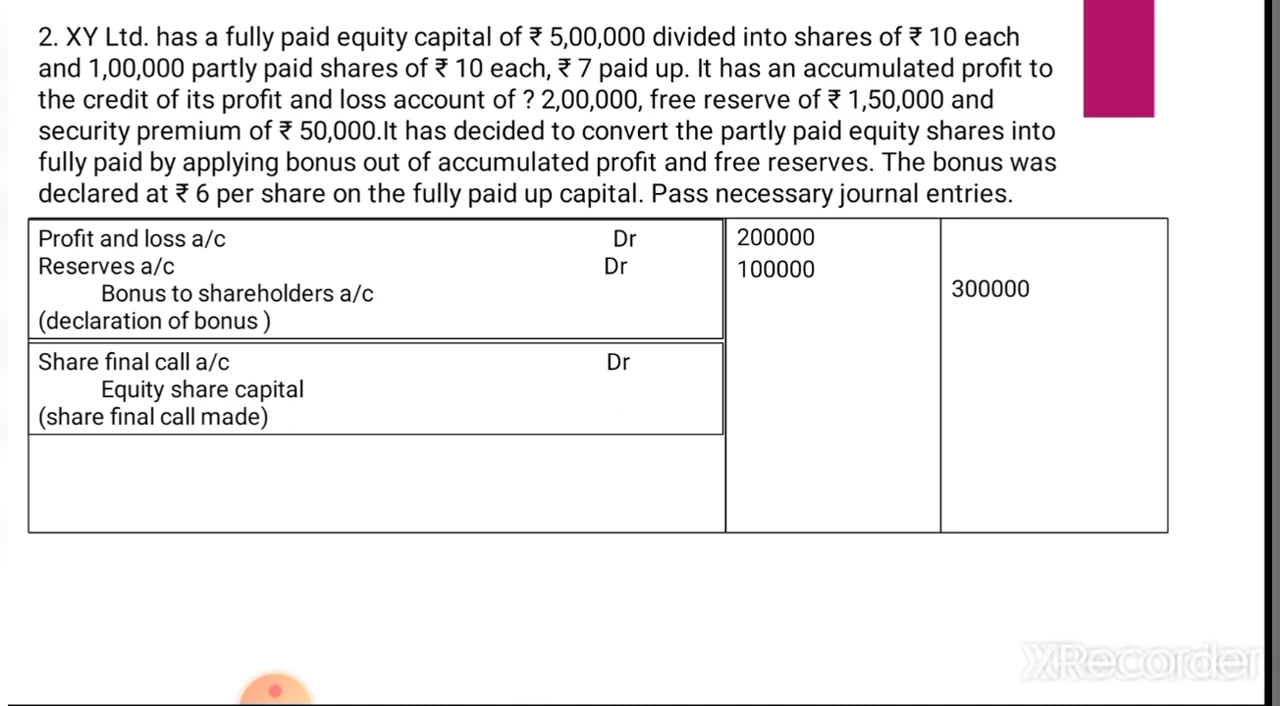 2. XY Ltd. has a fully paid equity capital of ₹ 5,00,000 divided into shares of ₹ 10 each
and 1,00,000 partly paid shares of ₹ 10 each, ₹ 7 paid up. It has an accumulated profit to
the credit of its profit and loss account of ? 2,00,000, free reserve of ₹ 1,50,000 and
security premium of ₹ 50,000.It has decided to convert the partly paid equity shares into
fully paid by applying bonus out of accumulated profit and free reserves. The bonus was
declared at ₹ 6 per share on the fully paid up capital. Pass necessary journal entries.
Profit and loss a/c Dr 200000
Reserves a/c Dr 100000
Bonus to shareholders a/c 300000
(declaration of bonus )
Share final call a/c Dr
Equity share capital
(share final call made)
XRecorder